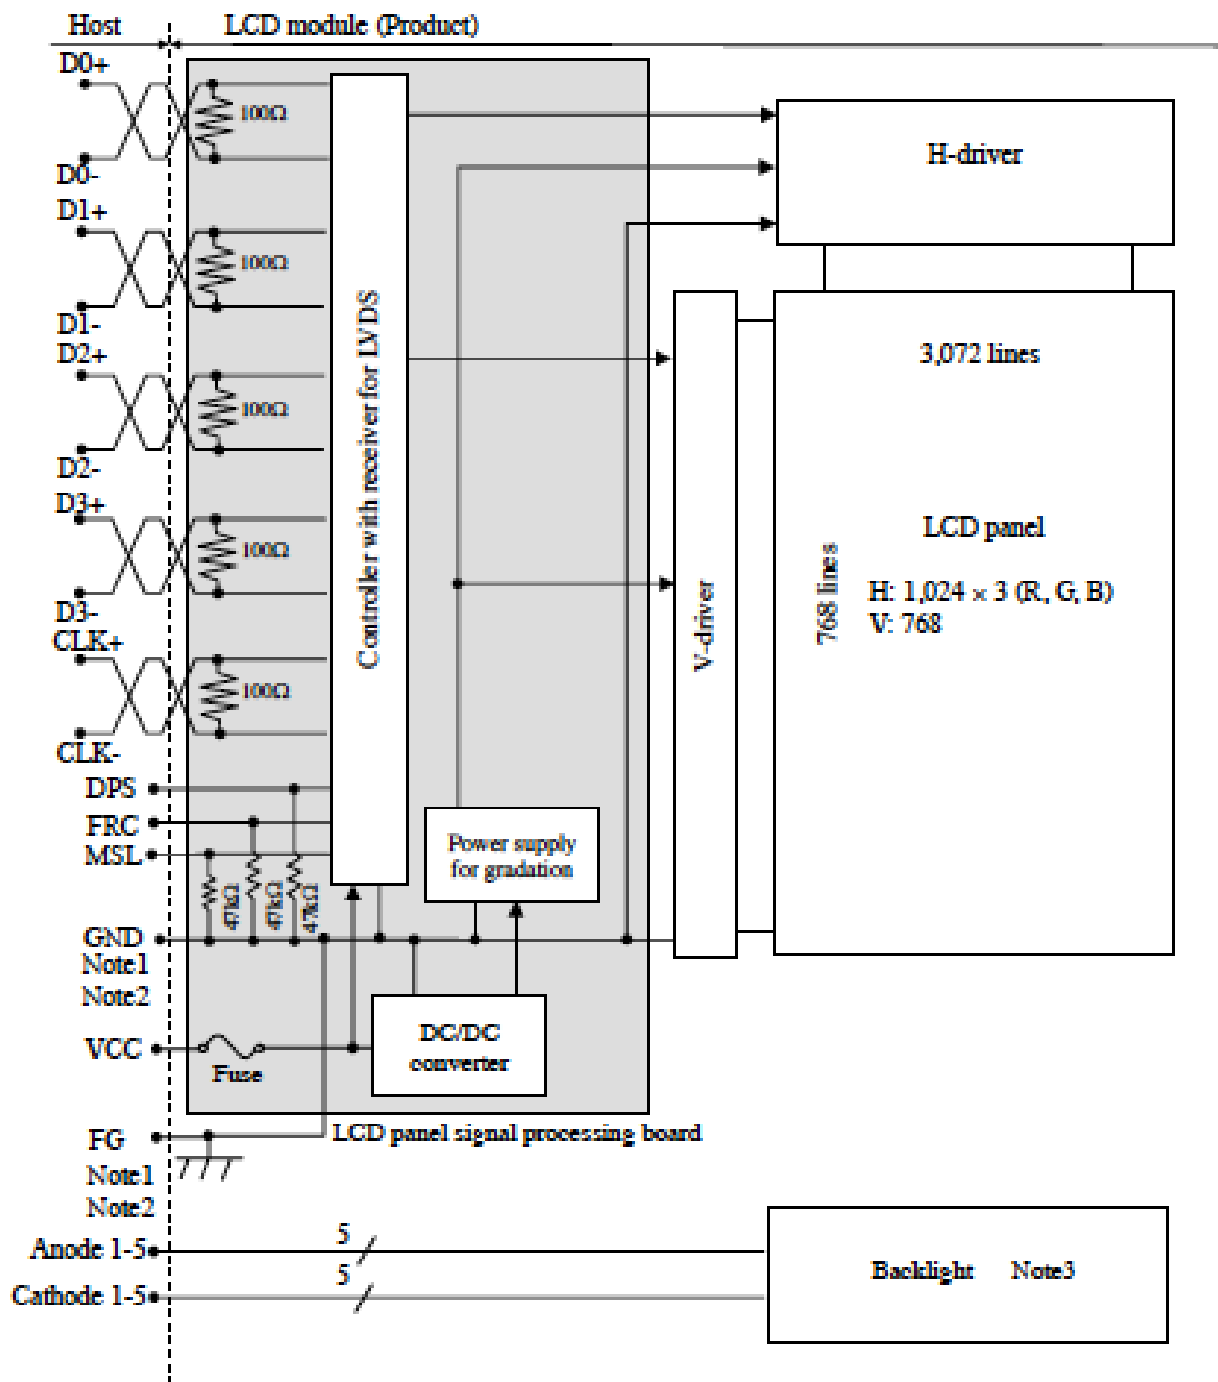 Host
LCD module (Product)
D0+
100Ω
D0-
D1+
100Ω
D1-
D2+
100Ω
D2-
D3+
100Ω
D3-
CLK+
100Ω
CLK-
DPS
FRC
MSL
47kΩ
47kΩ
47kΩ
GND
Note1
Note2
VCC
Fuse
FG
Note1
Note2
Controller with receiver for LVDS
Power supply
for gradation
DC/DC
converter
LCD panel signal processing board
H-driver
V-driver
3,072 lines
768 lines
LCD panel
H: 1,024 × 3 (R, G, B)
V: 768
Anode 1-5
5
Cathode 1-5
5
Backlight Note3